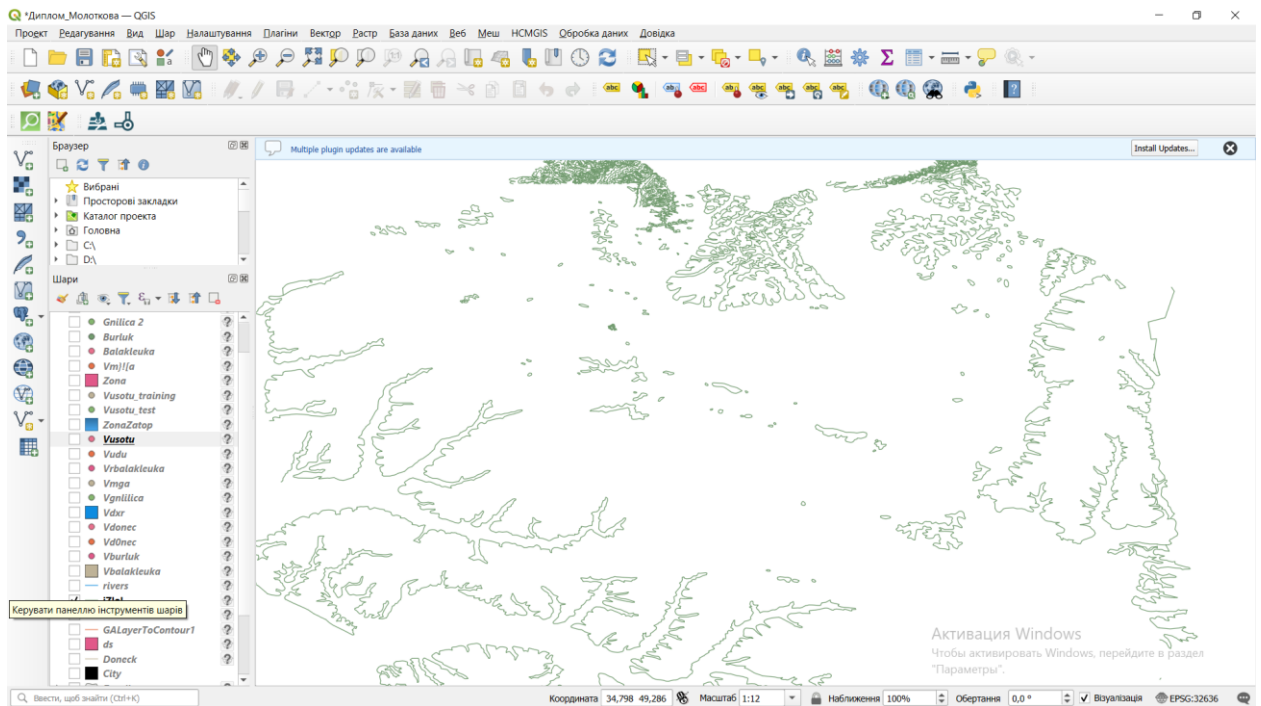 *Диплом_Молоткова — QGIS
Проєкт Редагування Вид Шар Налаштування Плагіни Вектор Растр База даних Веб Меш HCMGIS Обробка даних Довідка
Браузер
Multiple plugin updates are available
Install Updates...
Вибрані
Просторові закладки
Каталог проекта
Головна
C:\
D:\
Шари
Gnilica 2
Burluk
Balakleuka
Vm)!(a
Zona
Vusotu_training
Vusotu_test
ZonaZatop
Vusotu
Vudu
Vrbalakleuka
Vmga
Vgnlilica
Vdxr
Vdonec
Vd0nec
Vburluk
Vbalakleuka
rivers
Керувати панеллю інструментів шарів
GALayerToContour1
ds
Doneck
City
Активация Windows
Чтобы активировать Windows, перейдите в раздел
"Параметры".
Ввести, щоб знайти (Ctrl+K)
Координата 34,798 49,286 Масштаб 1:12 Наближення 100% Обертання 0,0 ° Візуалізація EPSG:32636